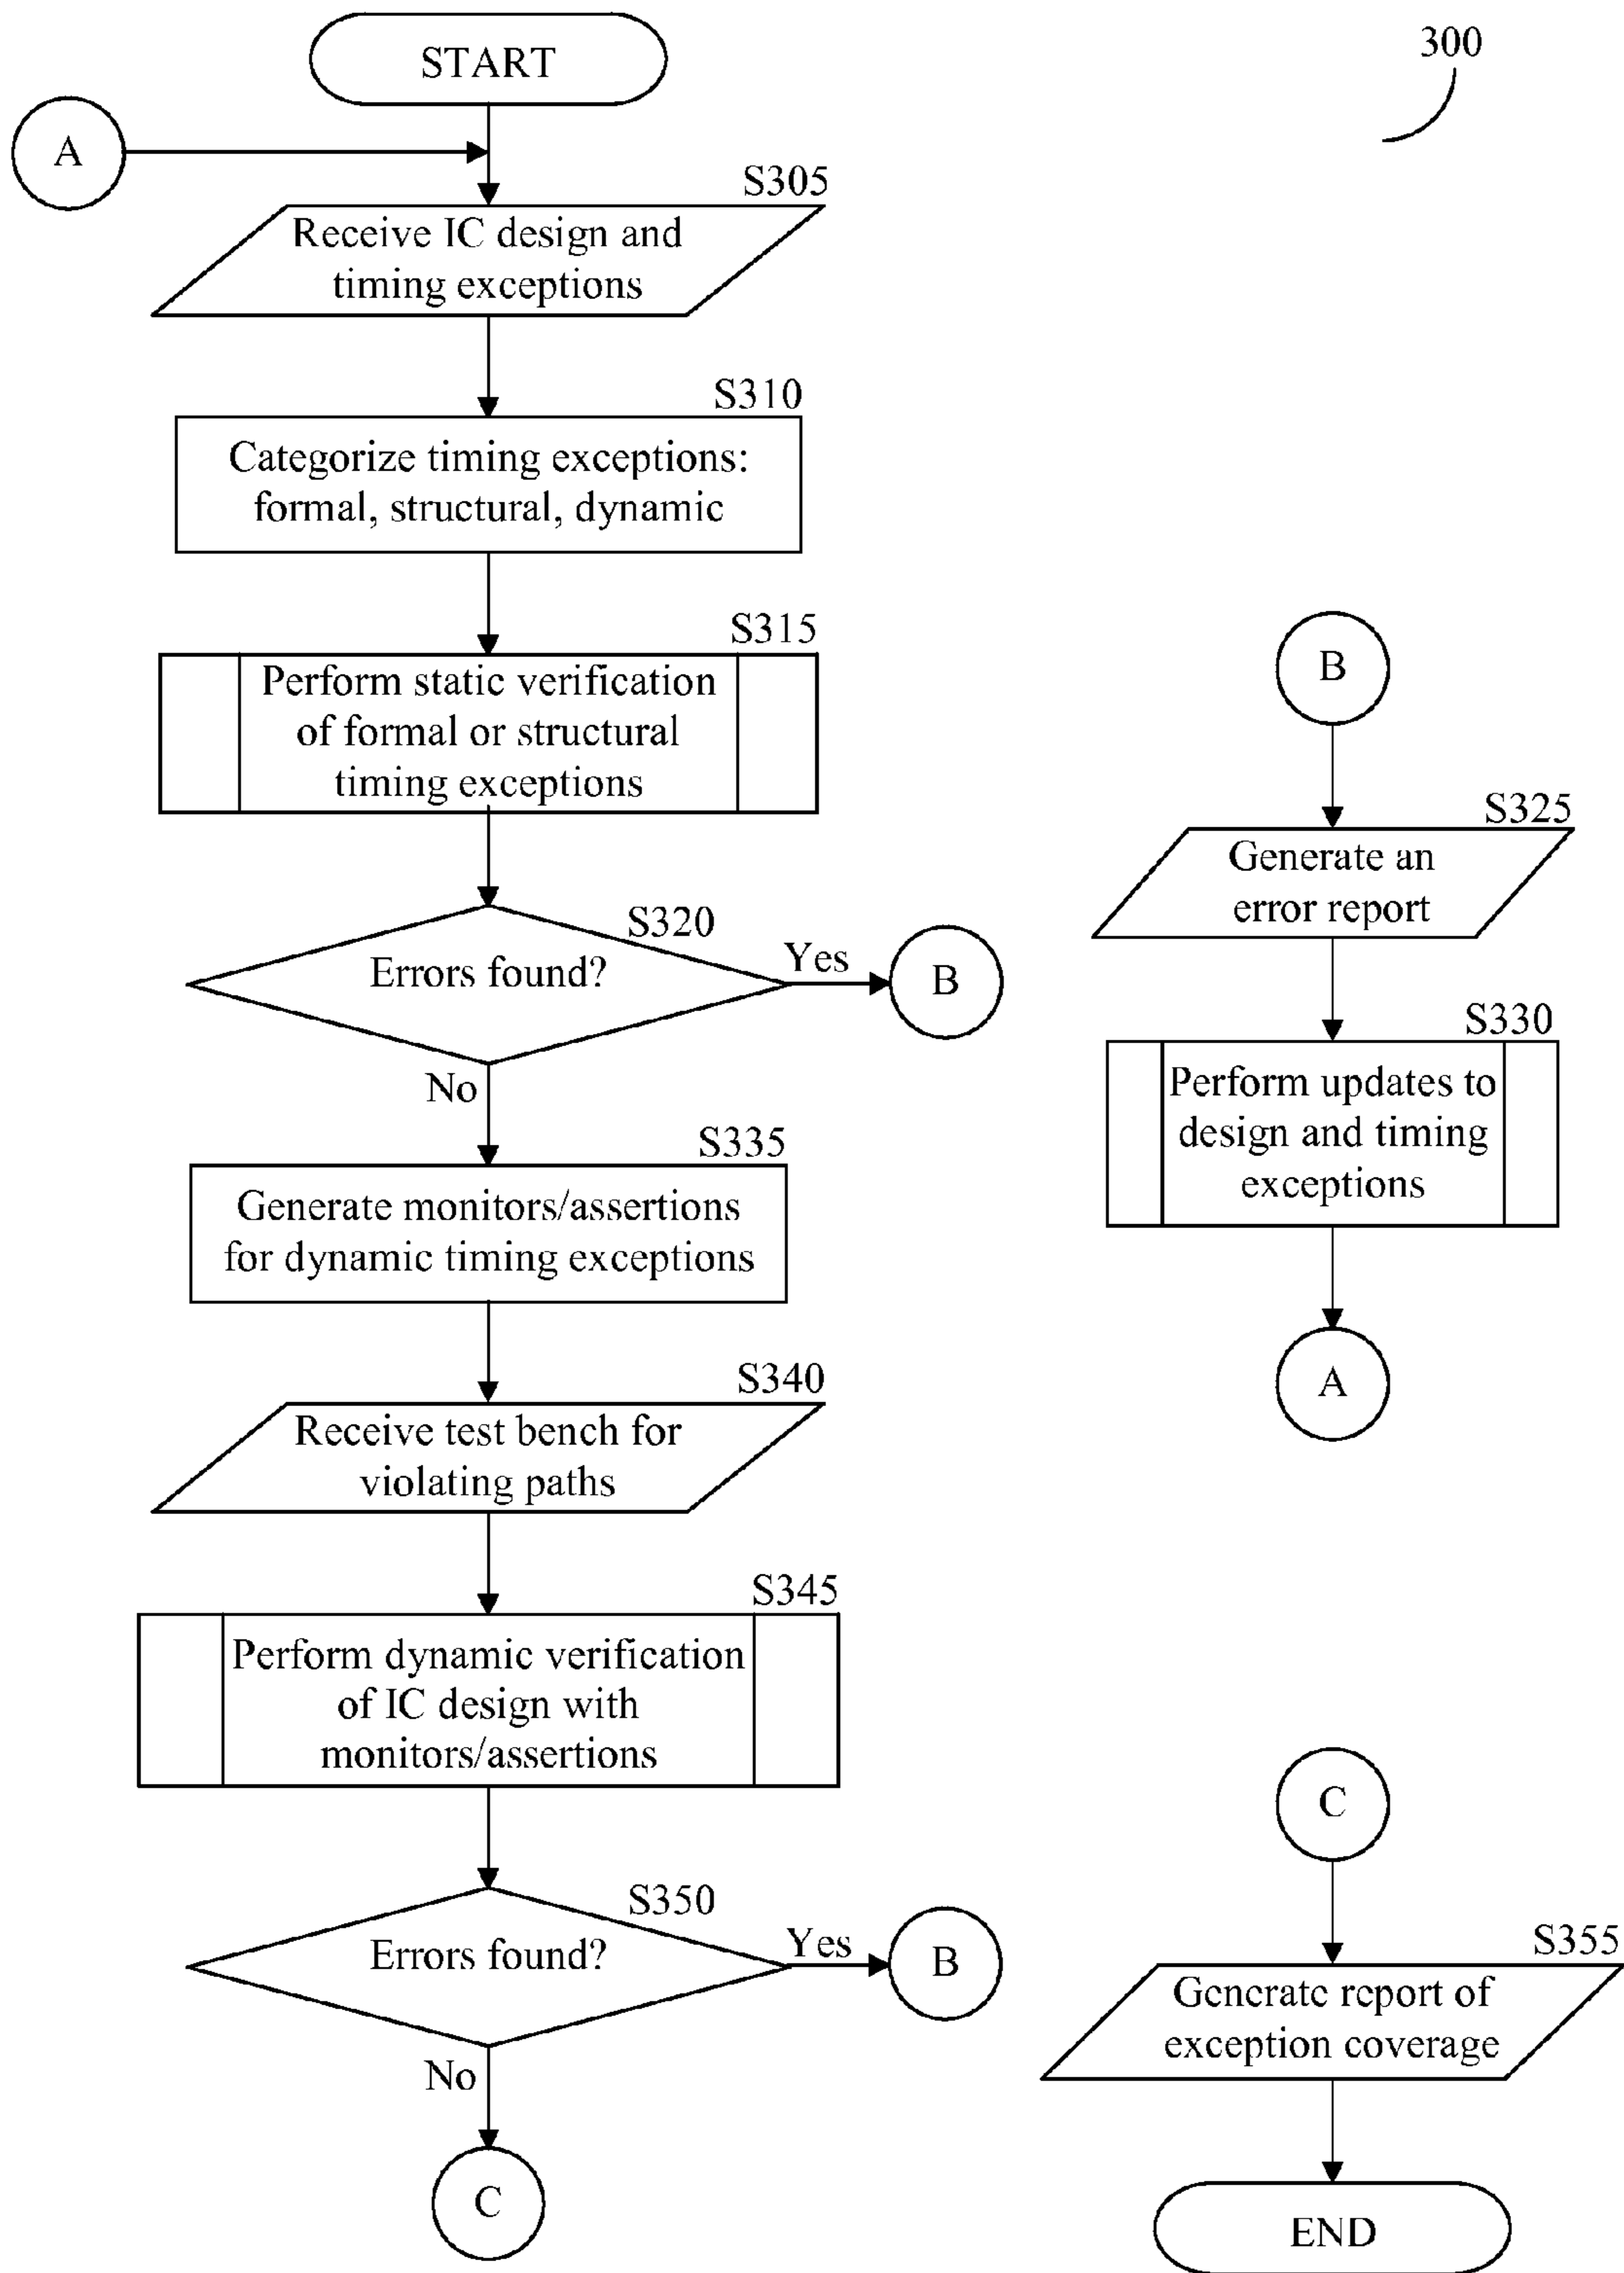 START
300
A
S305
Receive IC design and
timing exceptions
S310
Categorize timing exceptions:
formal, structural, dynamic
S315
Perform static verification
of formal or structural
timing exceptions
S320
Errors found?
Yes
B
No
S335
Generate monitors/assertions
for dynamic timing exceptions
S340
Receive test bench for
violating paths
S345
Perform dynamic verification
of IC design with
monitors/assertions
S350
Errors found?
Yes
B
No
C
B
S325
Generate an
error report
S330
Perform updates to
design and timing
exceptions
A
C
S355
Generate report of
exception coverage
END